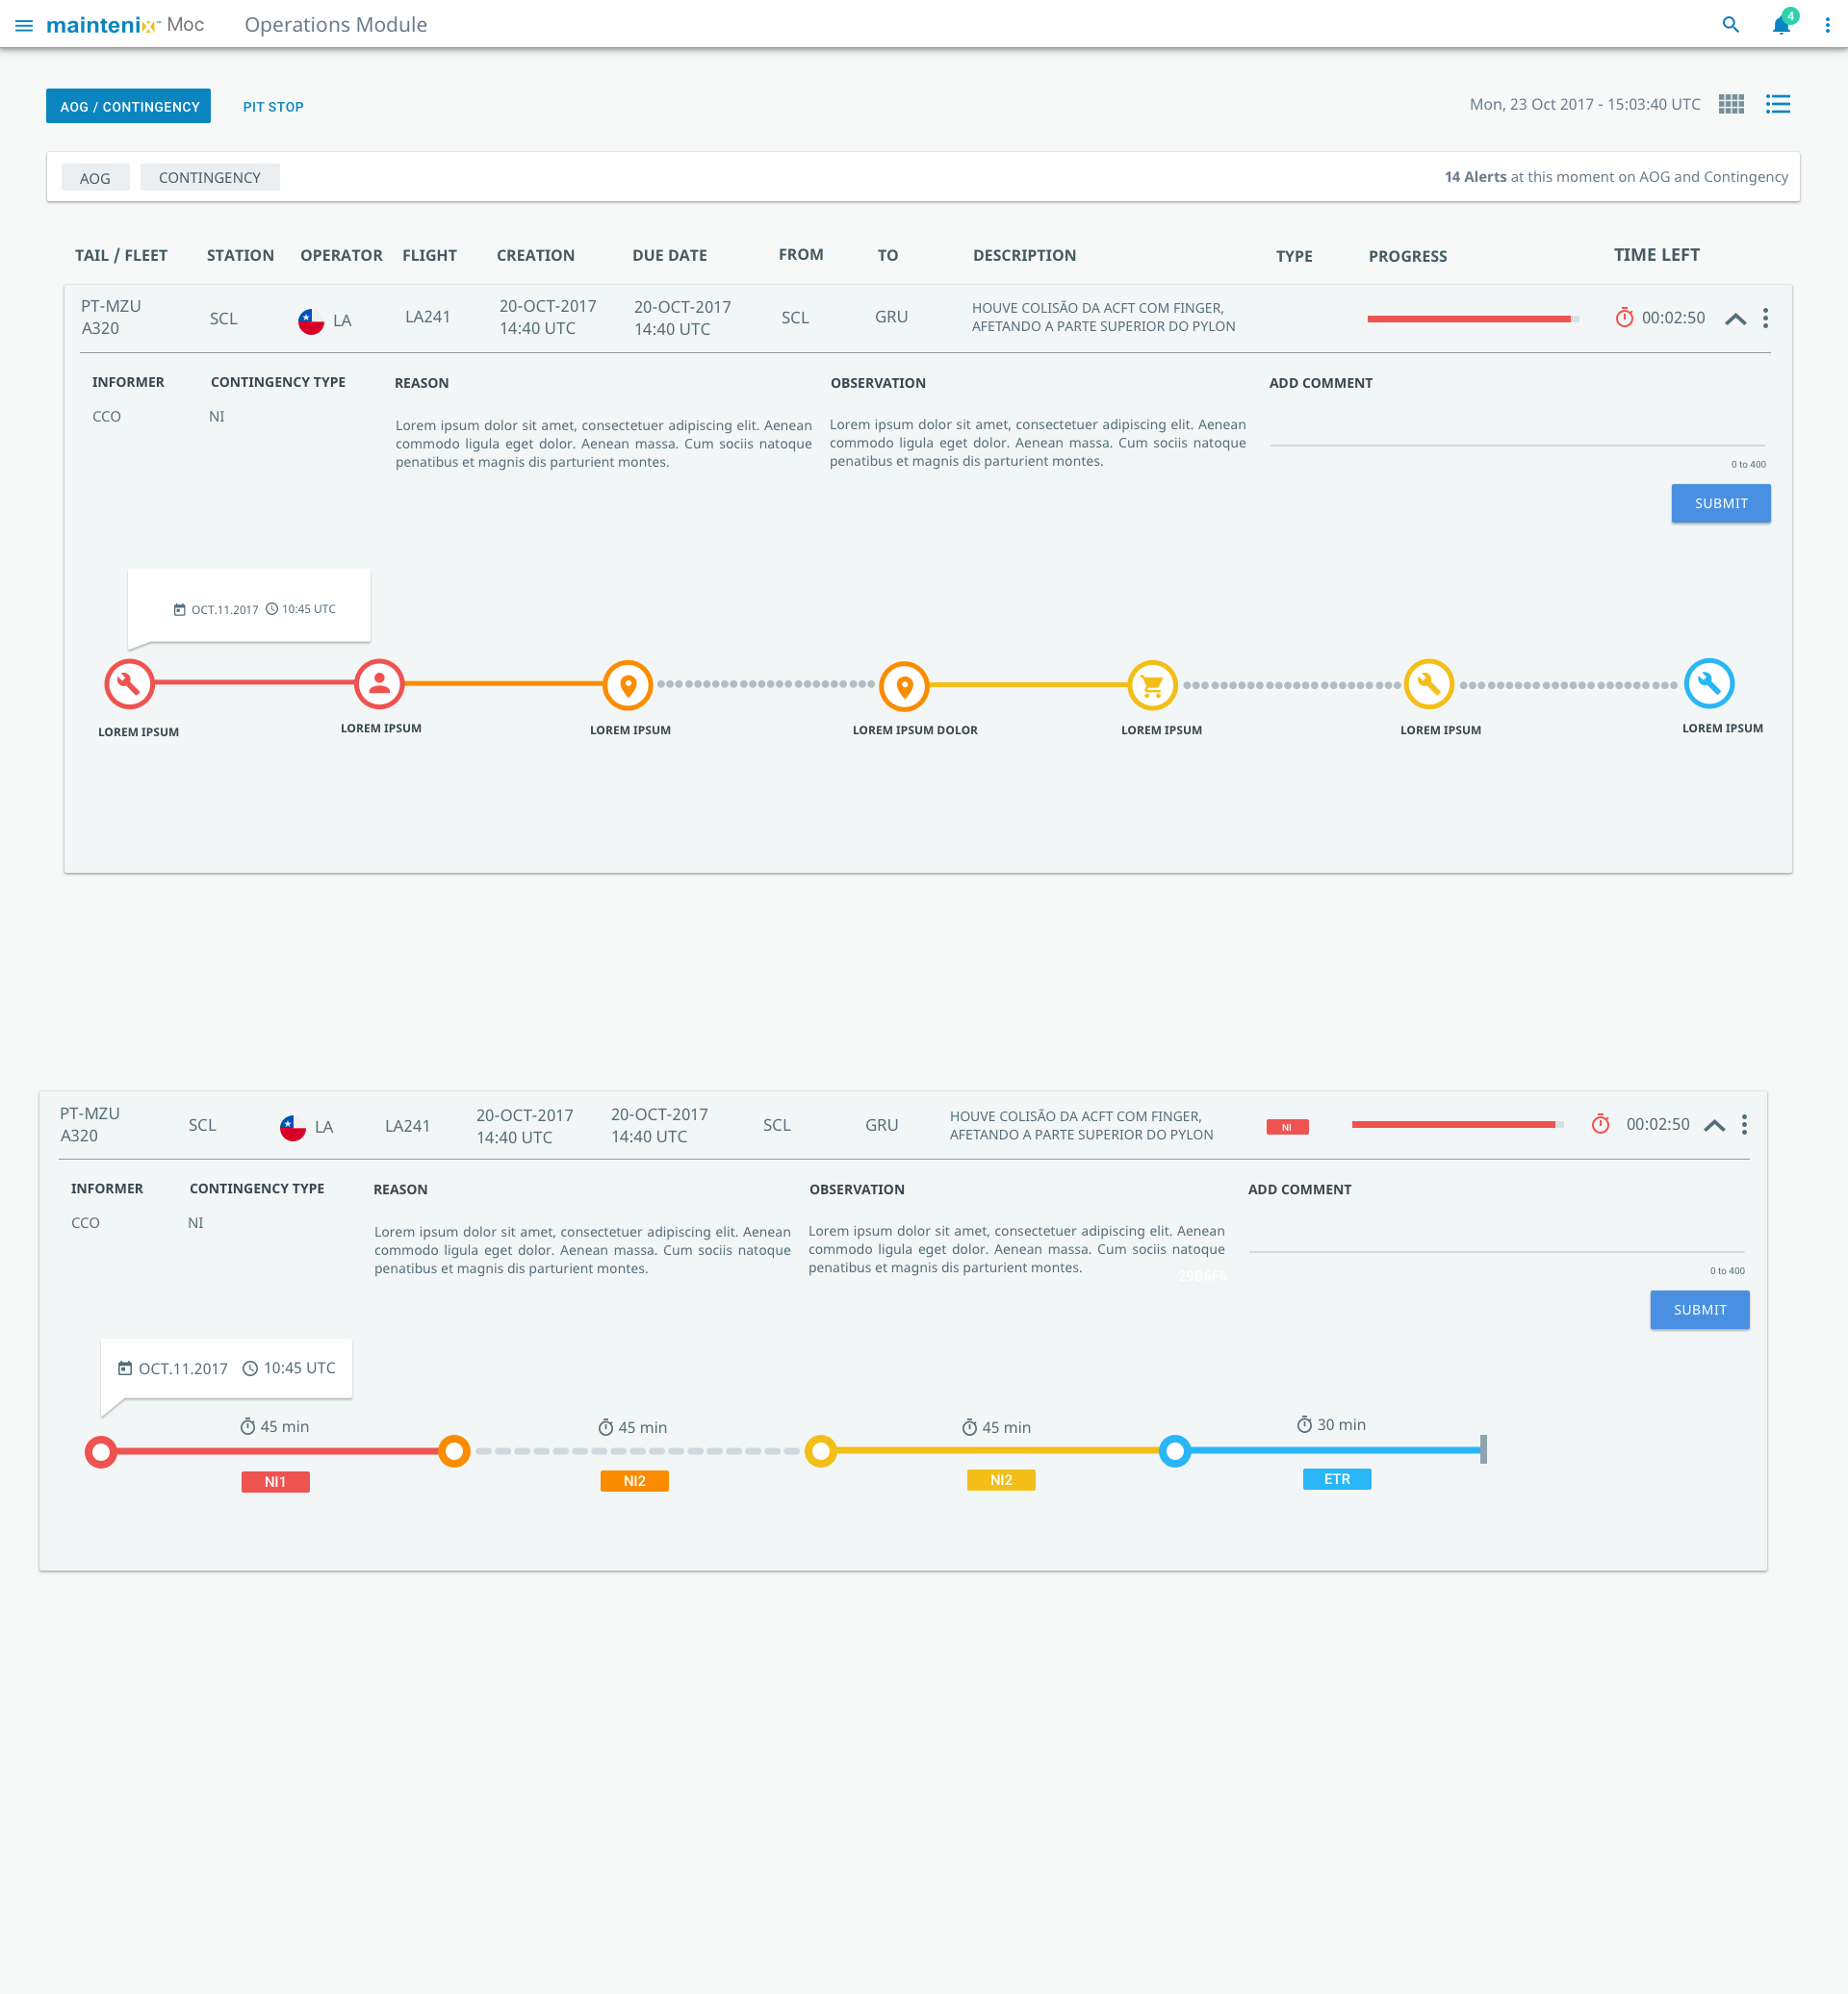 maintenix™ Moc
Operations Module
4
AOG / CONTINGENCY
PIT STOP
Mon, 23 Oct 2017 - 15:03:40 UTC
AOG
CONTINGENCY
14 Alerts at this moment on AOG and Contingency
TAIL / FLEET STATION OPERATOR FLIGHT CREATION DUE DATE FROM TO DESCRIPTION TYPE PROGRESS TIME LEFT
PT-MZU
A320
SCL
LA
LA241
20-OCT-2017
14:40 UTC
20-OCT-2017
14:40 UTC
SCL
GRU
HOUVE COLISÃO DA ACFT COM FINGER,
AFETANDO A PARTE SUPERIOR DO PYLON
00:02:50
INFORMER
CCO
CONTINGENCY TYPE
NI
REASON
Lorem ipsum dolor sit amet, consectetuer adipiscing elit. Aenean
commodo ligula eget dolor. Aenean massa. Cum sociis natoque
penatibus et magnis dis parturient montes.
OBSERVATION
Lorem ipsum dolor sit amet, consectetuer adipiscing elit. Aenean
commodo ligula eget dolor. Aenean massa. Cum sociis natoque
penatibus et magnis dis parturient montes.
ADD COMMENT
0 to 400
SUBMIT
OCT.11.2017 10:45 UTC
LOREM IPSUM
LOREM IPSUM
LOREM IPSUM
LOREM IPSUM DOLOR
LOREM IPSUM
LOREM IPSUM
LOREM IPSUM
PT-MZU
A320
SCL
LA
LA241
20-OCT-2017
14:40 UTC
20-OCT-2017
14:40 UTC
SCL
GRU
HOUVE COLISÃO DA ACFT COM FINGER,
AFETANDO A PARTE SUPERIOR DO PYLON
NI
00:02:50
INFORMER
CCO
CONTINGENCY TYPE
NI
REASON
Lorem ipsum dolor sit amet, consectetuer adipiscing elit. Aenean
commodo ligula eget dolor. Aenean massa. Cum sociis natoque
penatibus et magnis dis parturient montes.
OBSERVATION
Lorem ipsum dolor sit amet, consectetuer adipiscing elit. Aenean
commodo ligula eget dolor. Aenean massa. Cum sociis natoque
penatibus et magnis dis parturient montes.
29B6F6
ADD COMMENT
0 to 400
SUBMIT
OCT.11.2017 10:45 UTC
45 min
45 min
45 min
30 min
NI1
NI2
NI2
ETR